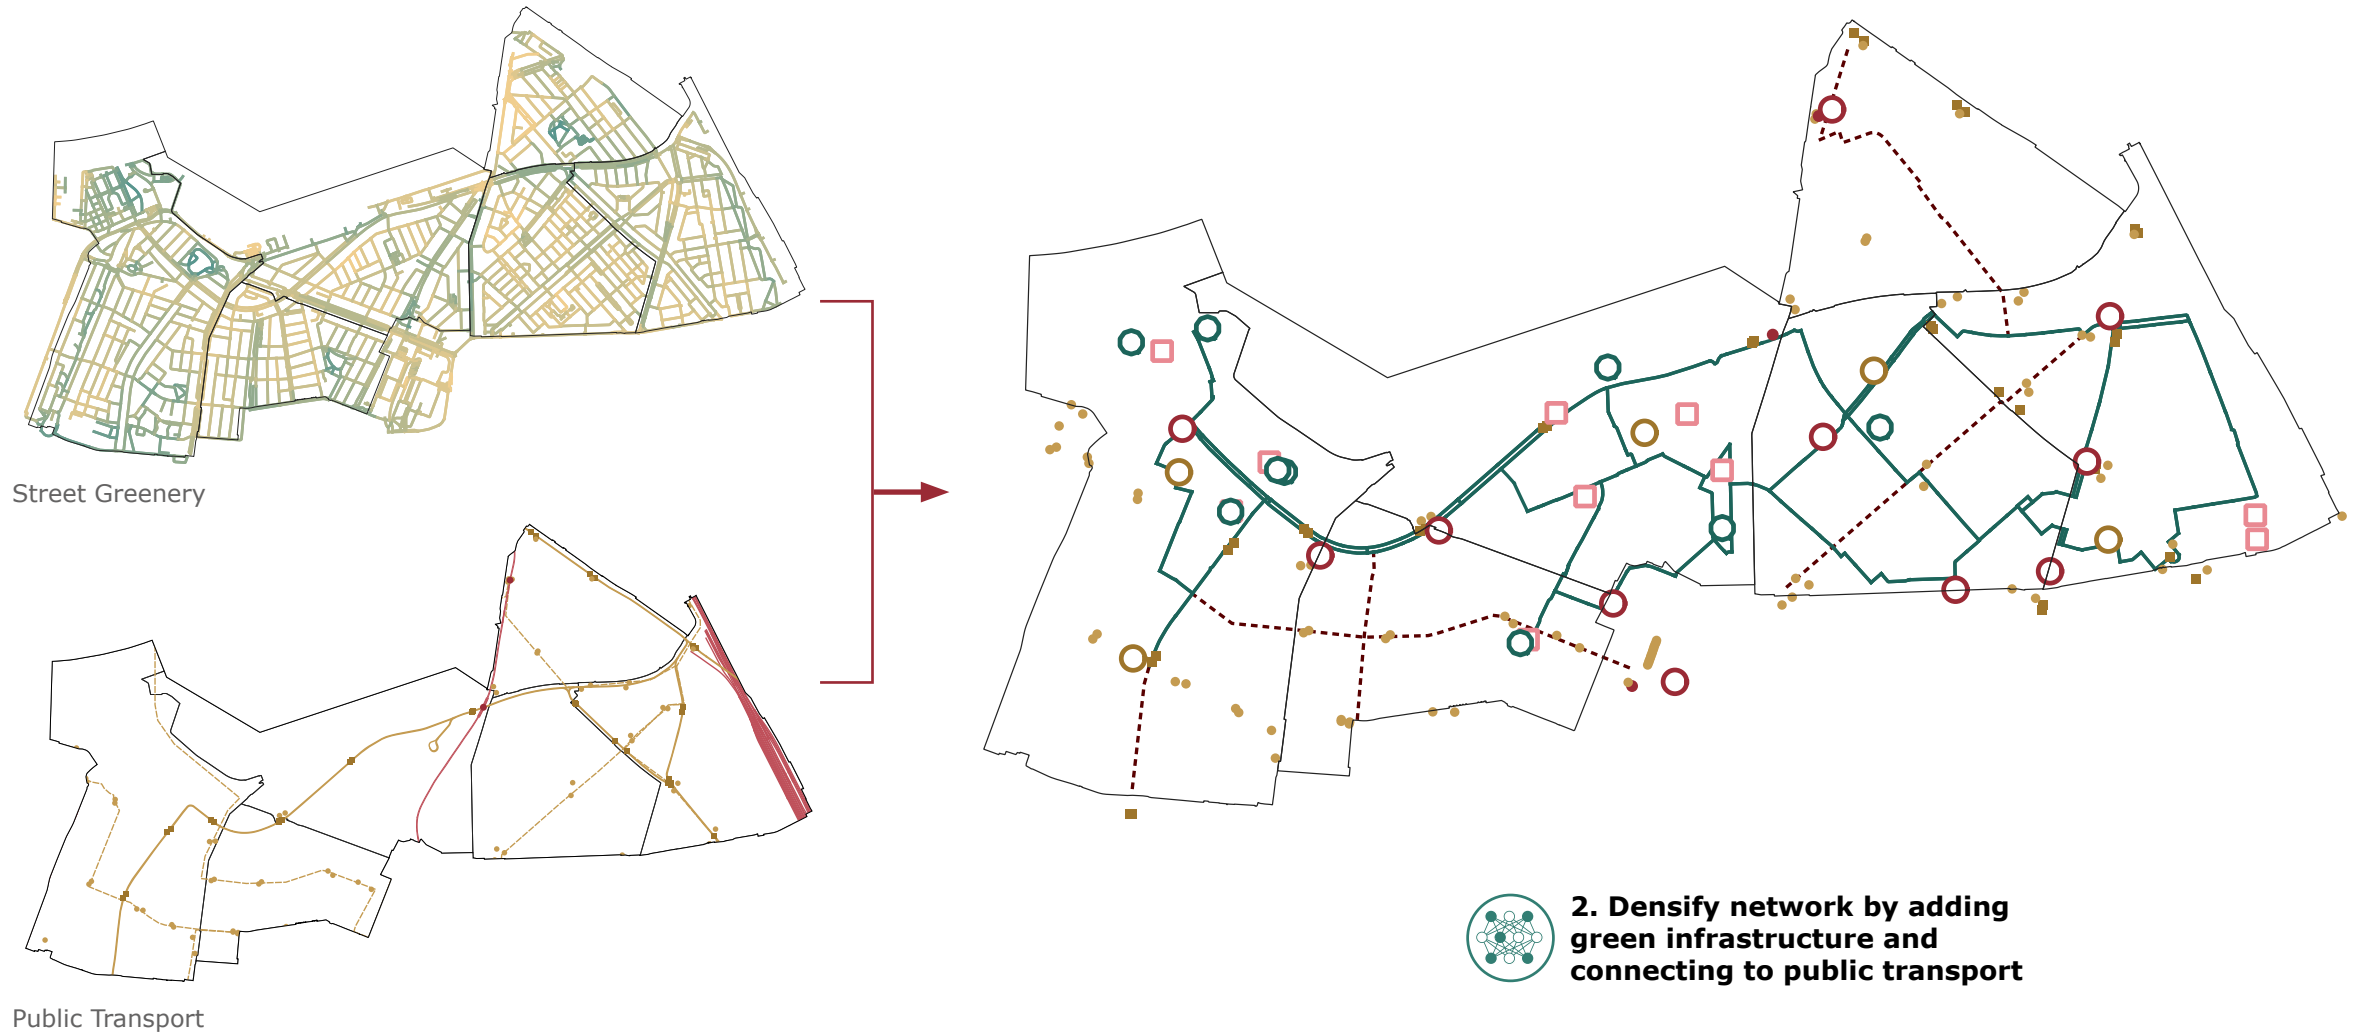 Street Greenery
Public Transport
2. Densify network by adding
green infrastructure and
connecting to public transport